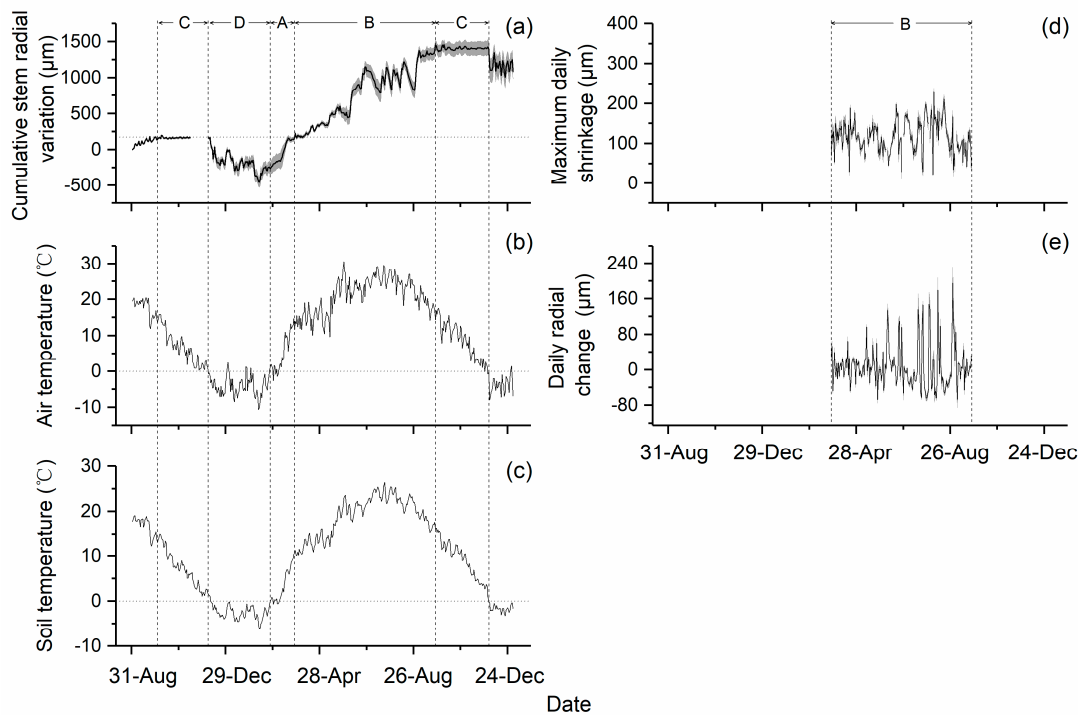 C D A B C (a)
Cumulative stem radial
variation (μm)
1500
1000
500
0
-500
B (d)
Maximum daily
shrinkage (μm)
400
300
200
100
0
(b)
Air temperature (℃)
30
20
10
0
-10
(e)
Daily radial
change (μm)
240
160
80
0
-80
31-Aug 29-Dec 28-Apr 26-Aug 24-Dec
(c)
Soil temperature (℃)
30
20
10
0
-10
31-Aug 29-Dec 28-Apr 26-Aug 24-Dec
Date